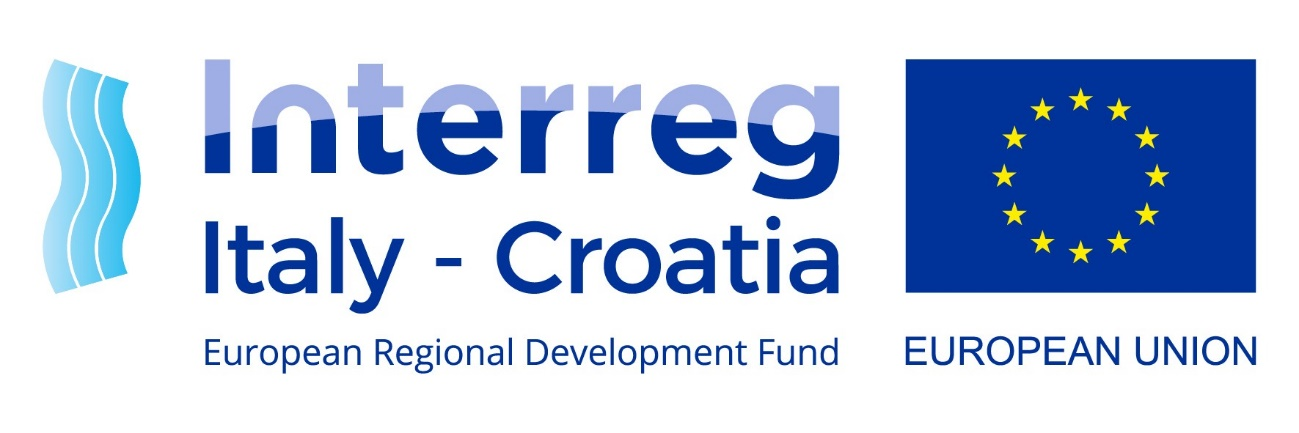 Interreg
Italy - Croatia
European Regional Development Fund
EUROPEAN UNION